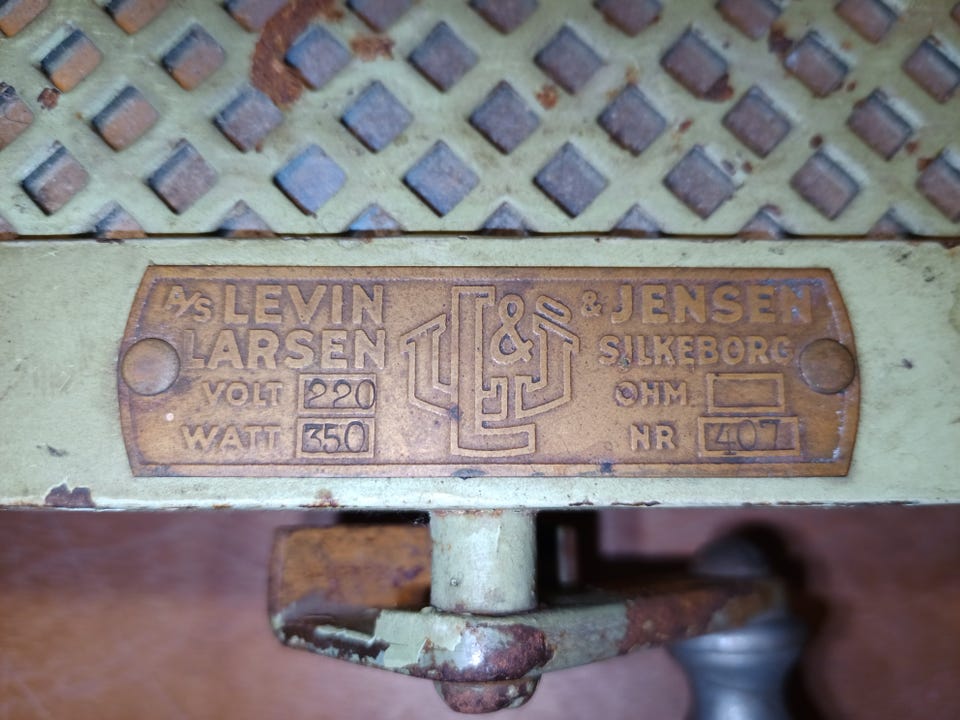 A/S LEVIN LARSEN
L L & J
& JENSEN
SILKEBORG
VOLT 220
OHM
WATT 350
NR 407